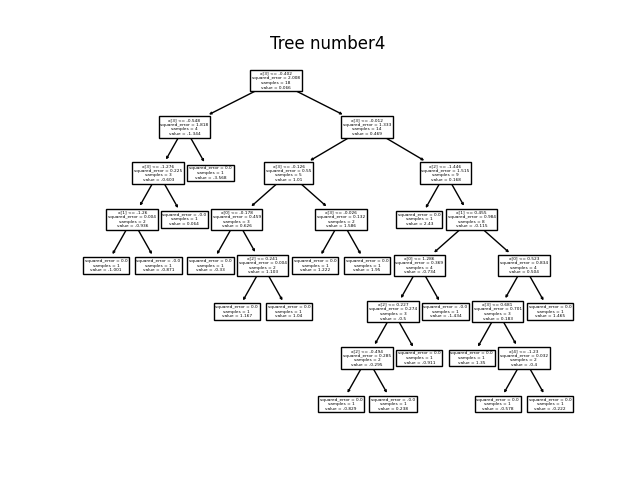 Tree number4
x[3] <= -0.402
squared_error = 2.008
samples = 18
value = 0.066
x[3] <= -0.548
squared_error = 1.818
samples = 4
value = -1.344
x[3] <= -0.012
squared_error = 1.333
samples = 14
value = 0.469
x[3] <= -1.276
squared_error = 0.225
samples = 3
value = -0.603
squared_error = 0.0
samples = 1
value = -3.568
x[3] <= -0.126
squared_error = 0.55
samples = 5
value = 1.01
x[2] <= -1.446
squared_error = 1.515
samples = 9
value = 0.168
x[1] <= -1.16
squared_error = 0.004
samples = 2
value = -0.936
squared_error = -0.0
samples = 1
value = 0.064
x[0] <= -0.178
squared_error = 0.459
samples = 3
value = 0.626
x[3] <= -0.026
squared_error = 0.132
samples = 2
value = 1.586
squared_error = 0.0
samples = 1
value = 2.43
x[1] <= 0.455
squared_error = 0.984
samples = 8
value = -0.115
squared_error = 0.0
samples = 1
value = -1.001
squared_error = -0.0
samples = 1
value = -0.871
squared_error = 0.0
samples = 1
value = -0.33
x[2] <= 0.241
squared_error = 0.004
samples = 2
value = 1.103
squared_error = 0.0
samples = 1
value = 1.222
squared_error = 0.0
samples = 1
value = 1.95
x[0] <= 1.286
squared_error = 0.369
samples = 4
value = -0.734
x[0] <= 0.523
squared_error = 0.833
samples = 4
value = 0.504
squared_error = 0.0
samples = 1
value = 1.167
squared_error = 0.0
samples = 1
value = 1.04
x[2] <= 0.227
squared_error = 0.274
samples = 3
value = -0.5
squared_error = -0.0
samples = 1
value = -1.434
x[3] <= 0.681
squared_error = 0.701
samples = 3
value = 0.183
squared_error = 0.0
samples = 1
value = 1.465
x[2] <= -0.494
squared_error = 0.285
samples = 2
value = -0.295
squared_error = 0.0
samples = 1
value = -0.911
squared_error = 0.0
samples = 1
value = 1.35
x[0] <= -1.23
squared_error = 0.032
samples = 2
value = -0.4
squared_error = 0.0
samples = 1
value = -0.829
squared_error = -0.0
samples = 1
value = 0.238
squared_error = 0.0
samples = 1
value = -0.578
squared_error = 0.0
samples = 1
value = -0.222